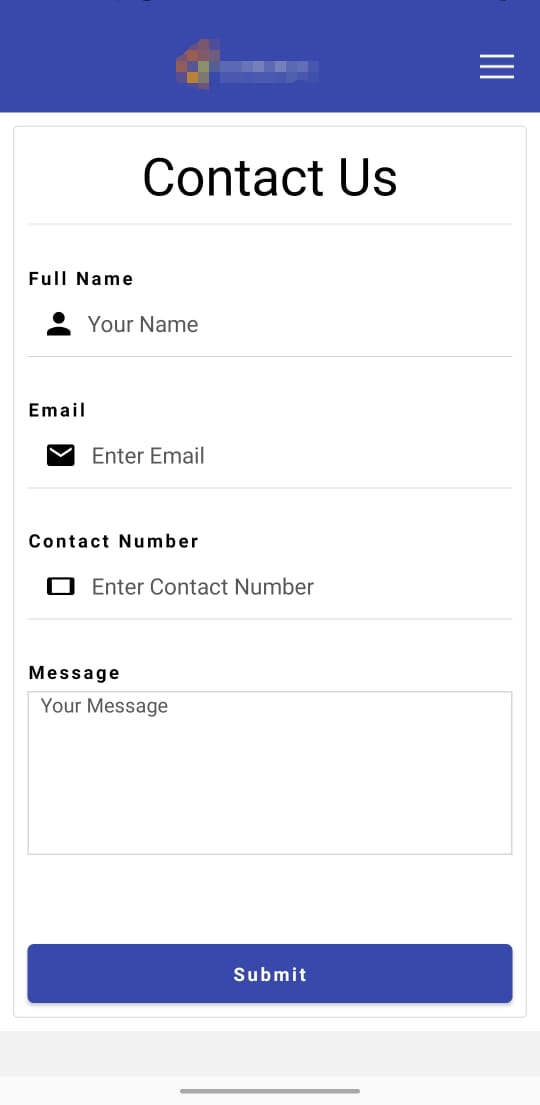 Contact Us
Full Name
Your Name
Email
Enter Email
Contact Number
Enter Contact Number
Message
Your Message
Submit